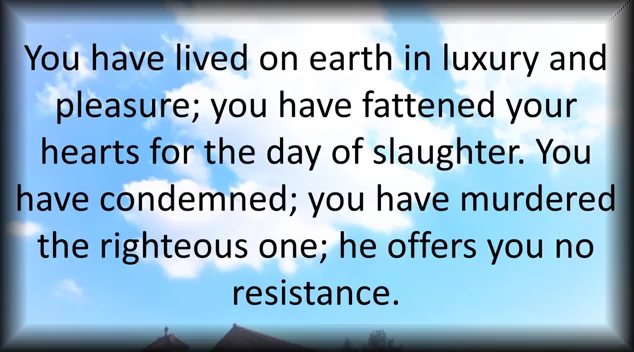 You have lived on earth in luxury and
pleasure; you have fattened your
hearts for the day of slaughter. You
have condemned; you have murdered
the righteous one; he offers you no
resistance.